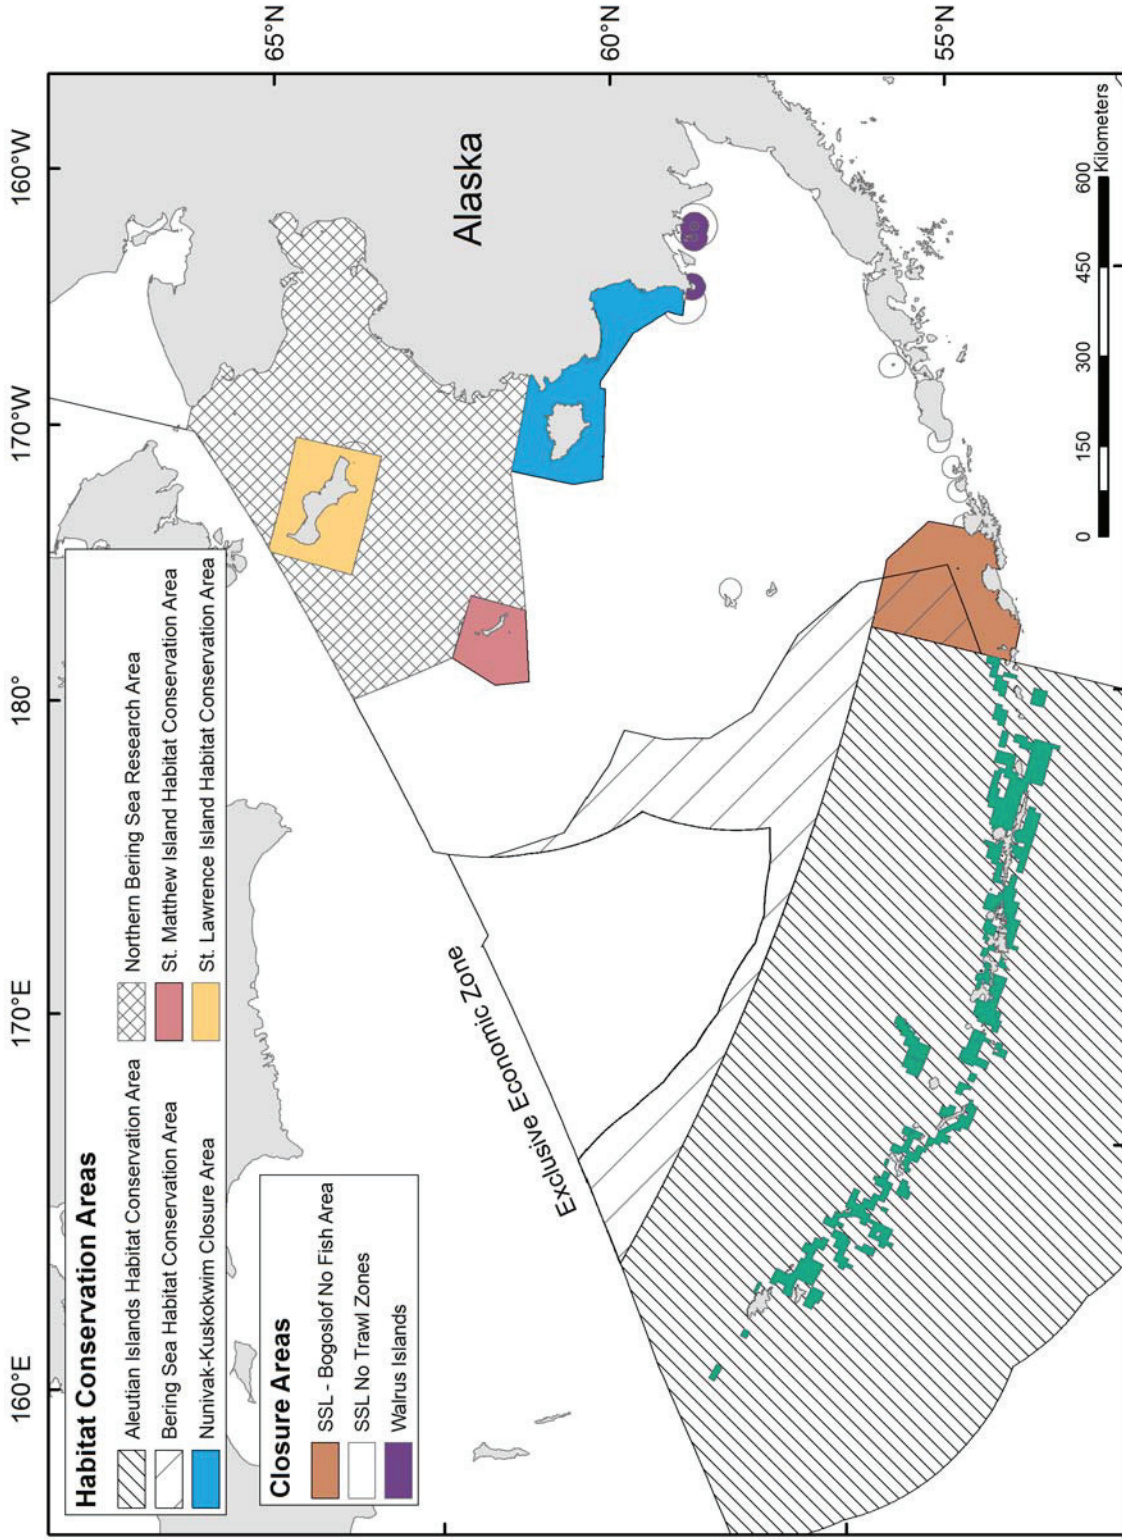 160°E
170°E
180°
170°W
160°W
Habitat Conservation Areas
Aleutian Islands Habitat Conservation Area
Northern Bering Sea Research Area
Bering Sea Habitat Conservation Area
St. Matthew Island Habitat Conservation Area
Nunivak-Kuskokwim Closure Area
St. Lawrence Island Habitat Conservation Area
Closure Areas
SSL - Bogoslof No Fish Area
SSL No Trawl Zones
Walrus Islands
65°N
Alaska
Exclusive Economic Zone
60°N
55°N
0 150 300 450 600
Kilometers